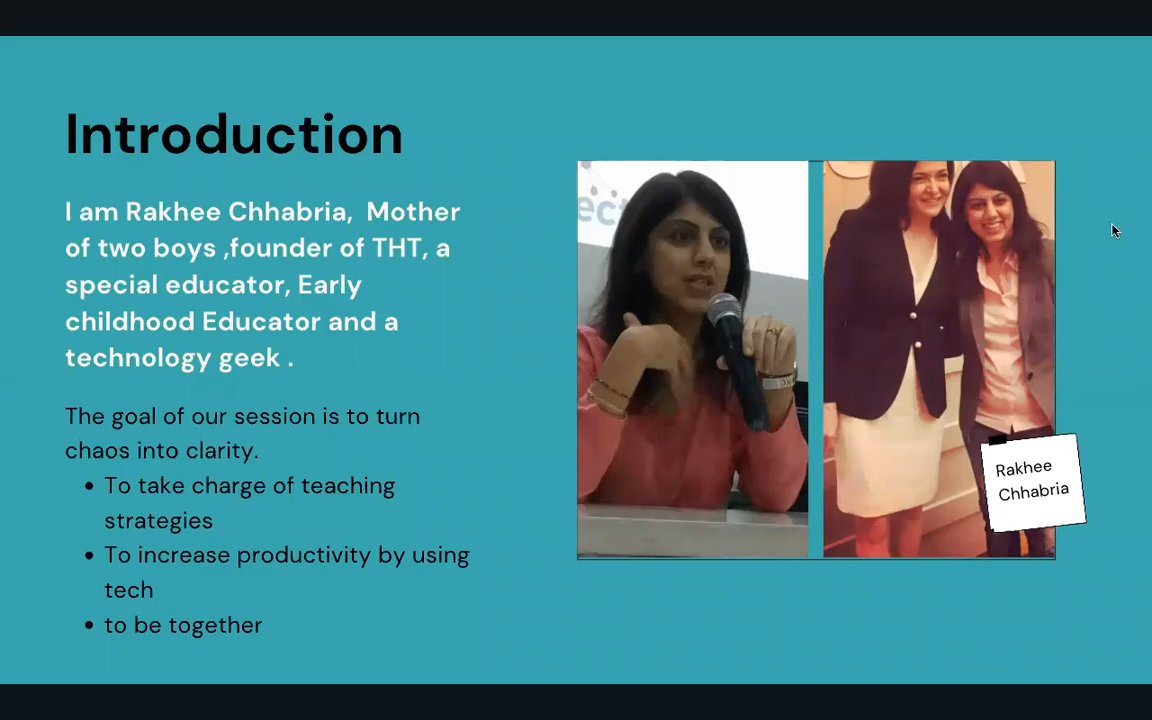 Introduction
I am Rakhee Chhabria,  Mother
of two boys ,founder of THT, a
special educator, Early
childhood Educator and a
technology geek .
The goal of our session is to turn
chaos into clarity.
• To take charge of teaching
strategies
• To increase productivity by using
tech
• to be together
Rakhee
Chhabria